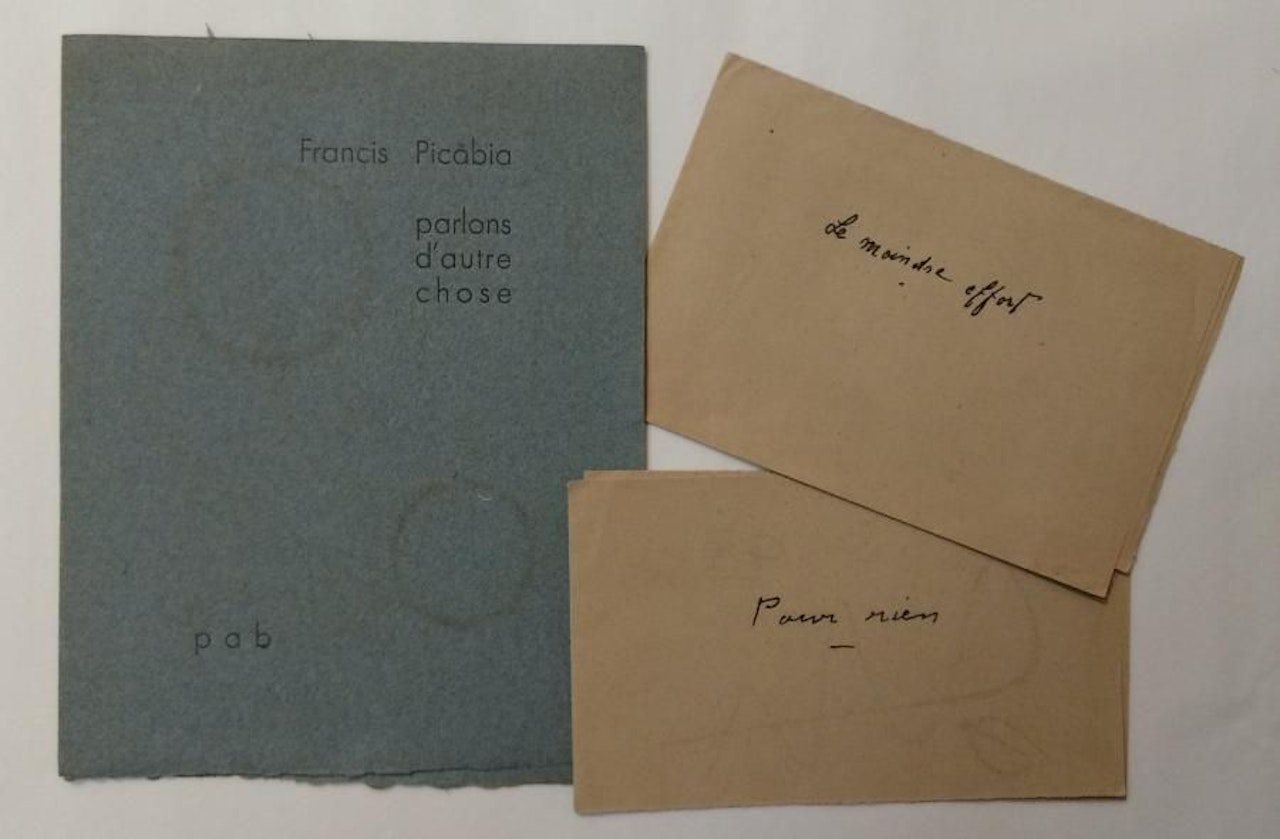 Francis Picabia
parlons
d'autre
chose
pab
Le moindre effort
Pour rien